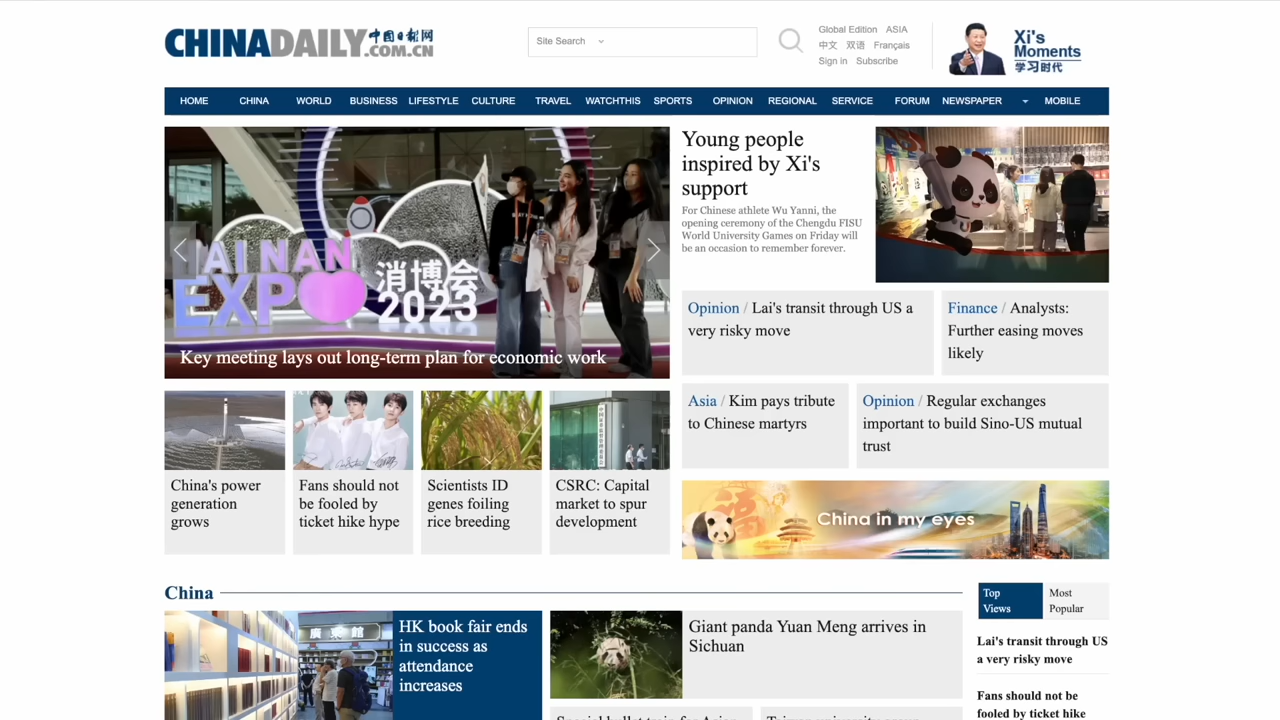 CHINADAILY 中国日报网
.COM.CN
Site Search
Global Edition ASIA
中文 双语 Français
Sign in Subscribe
Xi's
Moments
学习时代
HOME CHINA WORLD BUSINESS LIFESTYLE CULTURE TRAVEL WATCHTHIS SPORTS OPINION REGIONAL SERVICE FORUM NEWSPAPER MOBILE
HAINAN
EXPO
消博会
2023
Key meeting lays out long-term plan for economic work
Young people
inspired by Xi's
support
For Chinese athlete Wu Yanni, the
opening ceremony of the Chengdu FISU
World University Games on Friday will
be an occasion to remember forever.
Opinion / Lai's transit through US a
very risky move
Finance / Analysts:
Further easing moves
likely
Asia / Kim pays tribute
to Chinese martyrs
Opinion / Regular exchanges
important to build Sino-US mutual
trust
China's power
generation
grows
Fans should not
be fooled by
ticket hike hype
Scientists ID
genes foiling
rice breeding
CSRC: Capital
market to spur
development
China in my eyes
China
HK book fair ends
in success as
attendance
increases
Giant panda Yuan Meng arrives in
Sichuan
Top
Views
Most
Popular
Lai's transit through US
a very risky move
Fans should not be
fooled by ticket hike